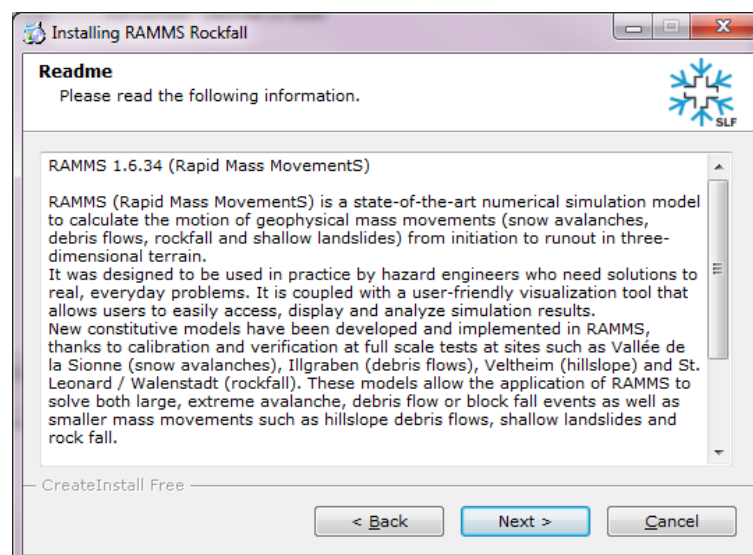 Installing RAMMS Rockfall
Readme
Please read the following information.
SLF
RAMMS 1.6.34 (Rapid Mass MovementS)
RAMMS (Rapid Mass MovementS) is a state-of-the-art numerical simulation model
to calculate the motion of geophysical mass movements (snow avalanches,
debris flows, rockfall and shallow landslides) from initiation to runout in three-
dimensional terrain.
It was designed to be used in practice by hazard engineers who need solutions to
real, everyday problems. It is coupled with a user-friendly visualization tool that
allows users to easily access, display and analyze simulation results.
New constitutive models have been developed and implemented in RAMMS,
thanks to calibration and verification at full scale tests at sites such as Vallée de
la Sionne (snow avalanches), Illgraben (debris flows), Veltheim (hillslope) and St.
Leonard / Walenstadt (rockfall). These models allow the application of RAMMS to
solve both large, extreme avalanche, debris flow or block fall events as well as
smaller mass movements such as hillslope debris flows, shallow landslides and
rock fall.
CreateInstall Free
< Back
Next >
Cancel